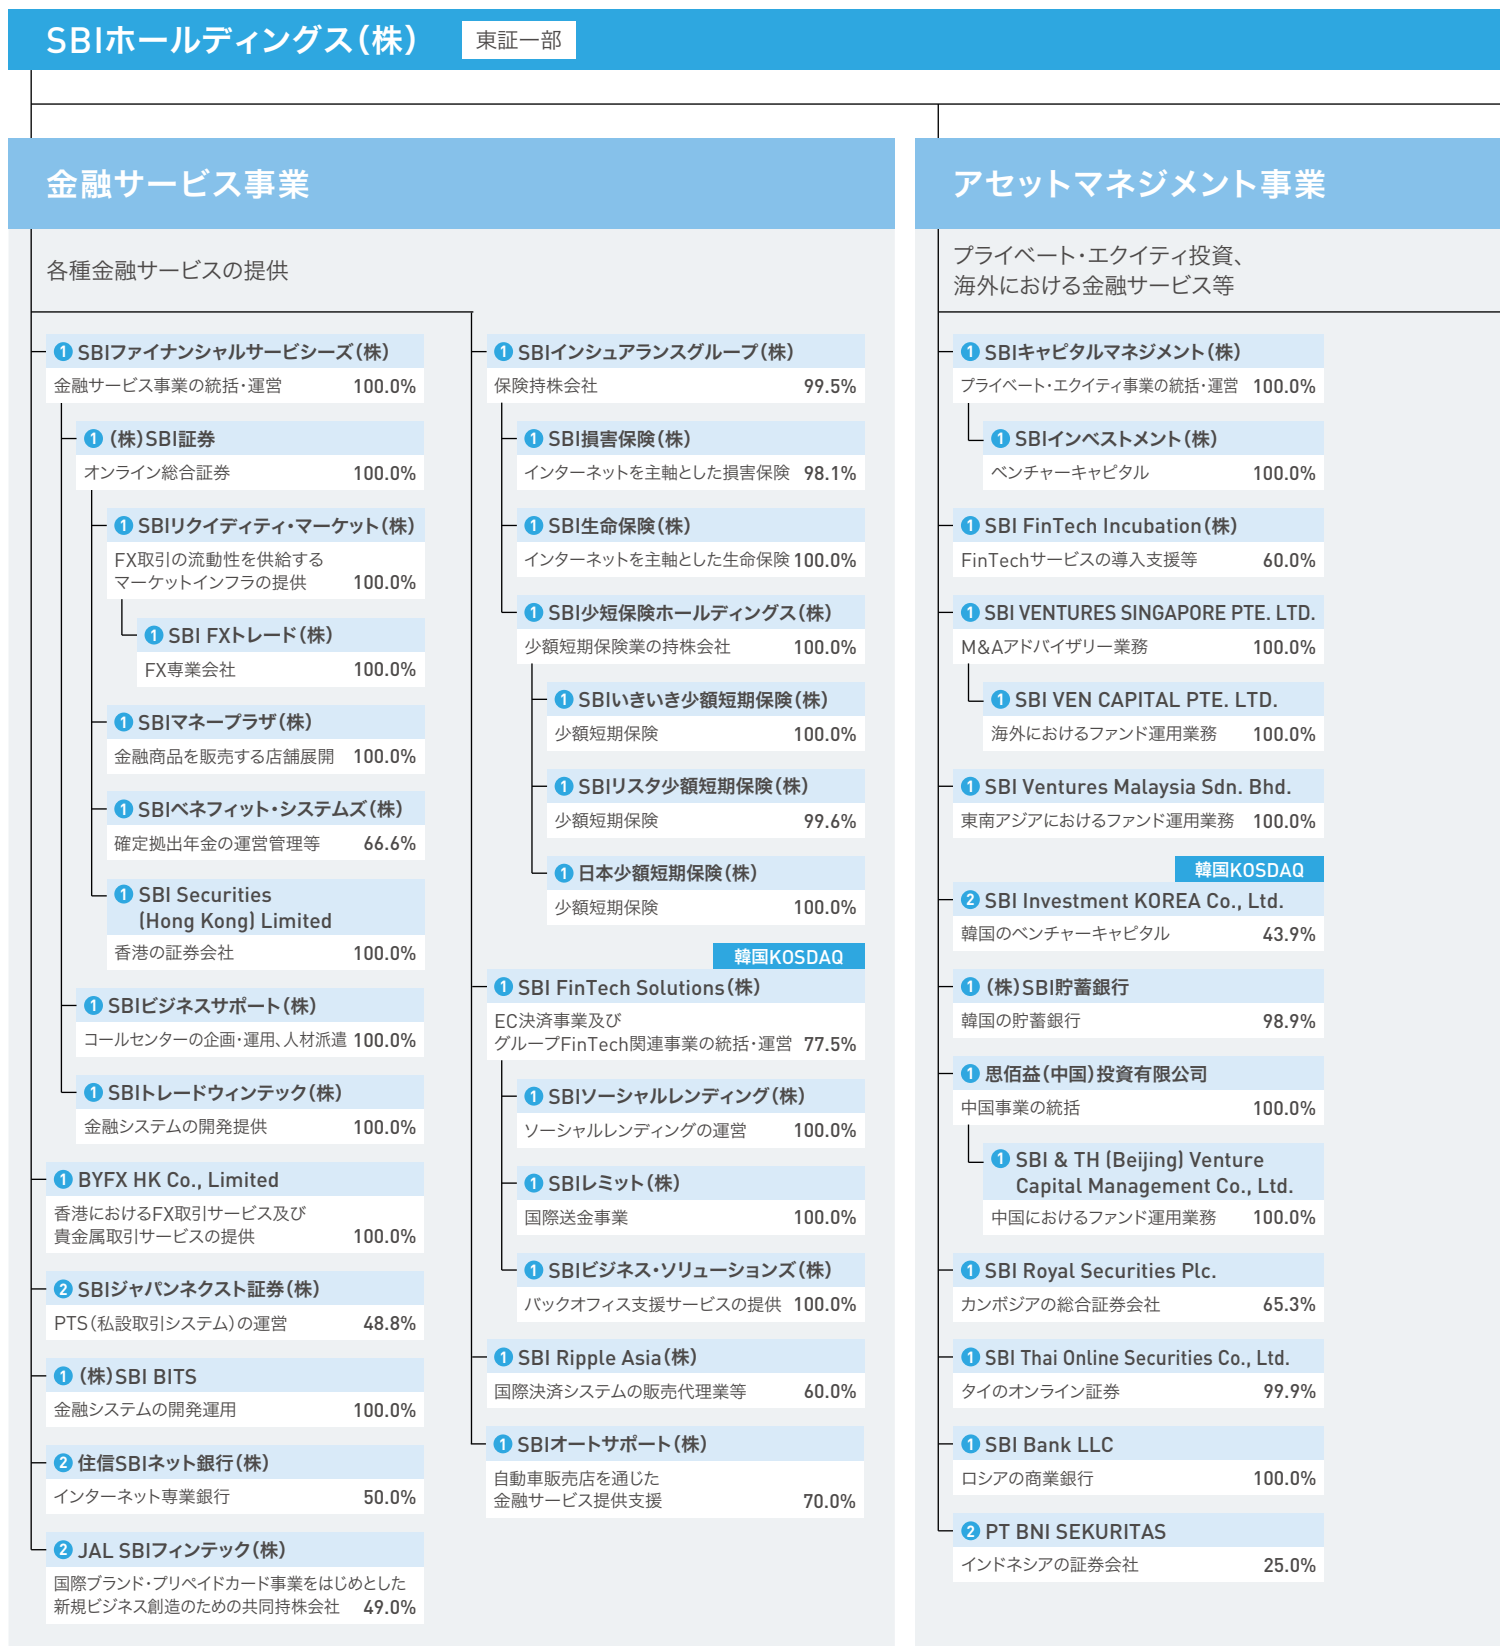 SBIホールディングス（株）
東証一部
金融サービス事業
各種金融サービスの提供
❶ SBIファイナンシャルサービシーズ（株）
金融サービス事業の統括・運営 100.0%
❶ （株）SBI証券
オンライン総合証券 100.0%
❶ SBIリクイディティ・マーケット（株）
FX取引の流動性を供給する
マーケットインフラの提供 100.0%
❶ SBI FXトレード（株）
FX専業会社 100.0%
❶ SBIマネープラザ（株）
金融商品を販売する店舗展開 100.0%
❶ SBIベネフィット・システムズ（株）
確定拠出年金の運営管理等 66.6%
❶ SBI Securities
(Hong Kong) Limited
香港の証券会社 100.0%
❶ SBIビジネスサポート（株）
コールセンターの企画・運用、人材派遣 100.0%
❶ SBIトレードウィンテック（株）
金融システムの開発提供 100.0%
❶ BYFX HK Co., Limited
香港におけるFX取引サービス及び
貴金属取引サービスの提供 100.0%
❷ SBIジャパンネクスト証券（株）
PTS（私設取引システム）の運営 48.8%
❶ （株）SBI BITS
金融システムの開発運用 100.0%
❷ 住信SBIネット銀行（株）
インターネット専業銀行 50.0%
❷ JAL SBIフィンテック（株）
国際ブランド・プリペイドカード事業をはじめとした
新規ビジネス創造のための共同持株会社 49.0%
❶ SBIインシュアランスグループ（株）
保険持株会社 99.5%
❶ SBI損害保険（株）
インターネットを主軸とした損害保険 98.1%
❶ SBI生命保険（株）
インターネットを主軸とした生命保険 100.0%
❶ SBI少短保険ホールディングス（株）
少額短期保険業の持株会社 100.0%
❶ SBIいきいき少額短期保険（株）
少額短期保険 100.0%
❶ SBIリスタ少額短期保険（株）
少額短期保険 99.6%
❶ 日本少額短期保険（株）
少額短期保険 100.0%
韓国KOSDAQ
❶ SBI FinTech Solutions（株）
EC決済事業及び
グループFinTech関連事業の統括・運営 77.5%
❶ SBIソーシャルレンディング（株）
ソーシャルレンディングの運営 100.0%
❶ SBIレミット（株）
国際送金事業 100.0%
❶ SBIビジネス・ソリューションズ（株）
バックオフィス支援サービスの提供 100.0%
❶ SBI Ripple Asia（株）
国際決済システムの販売代理業等 60.0%
❶ SBIオートサポート（株）
自動車販売店を通じた
金融サービス提供支援 70.0%
アセットマネジメント事業
プライベート・エクイティ投資、
海外における金融サービス等
❶ SBIキャピタルマネジメント（株）
プライベート・エクイティ事業の統括・運営 100.0%
❶ SBIインベストメント（株）
ベンチャーキャピタル 100.0%
❶ SBI FinTech Incubation（株）
FinTechサービスの導入支援等 60.0%
❶ SBI VENTURES SINGAPORE PTE. LTD.
M&Aアドバイザリー業務 100.0%
❶ SBI VEN CAPITAL PTE. LTD.
海外におけるファンド運用業務 100.0%
❶ SBI Ventures Malaysia Sdn. Bhd.
東南アジアにおけるファンド運用業務 100.0%
韓国KOSDAQ
❷ SBI Investment KOREA Co., Ltd.
韓国のベンチャーキャピタル 43.9%
❶ （株）SBI貯蓄銀行
韓国の貯蓄銀行 98.9%
❶ 思佰益（中国）投資有限公司
中国事業の統括 100.0%
❶ SBI & TH (Beijing) Venture
Capital Management Co., Ltd.
中国におけるファンド運用業務 100.0%
❶ SBI Royal Securities Plc.
カンボジアの総合証券会社 65.3%
❶ SBI Thai Online Securities Co., Ltd.
タイのオンライン証券 99.9%
❶ SBI Bank LLC
ロシアの商業銀行 100.0%
❷ PT BNI SEKURITAS
インドネシアの証券会社 25.0%